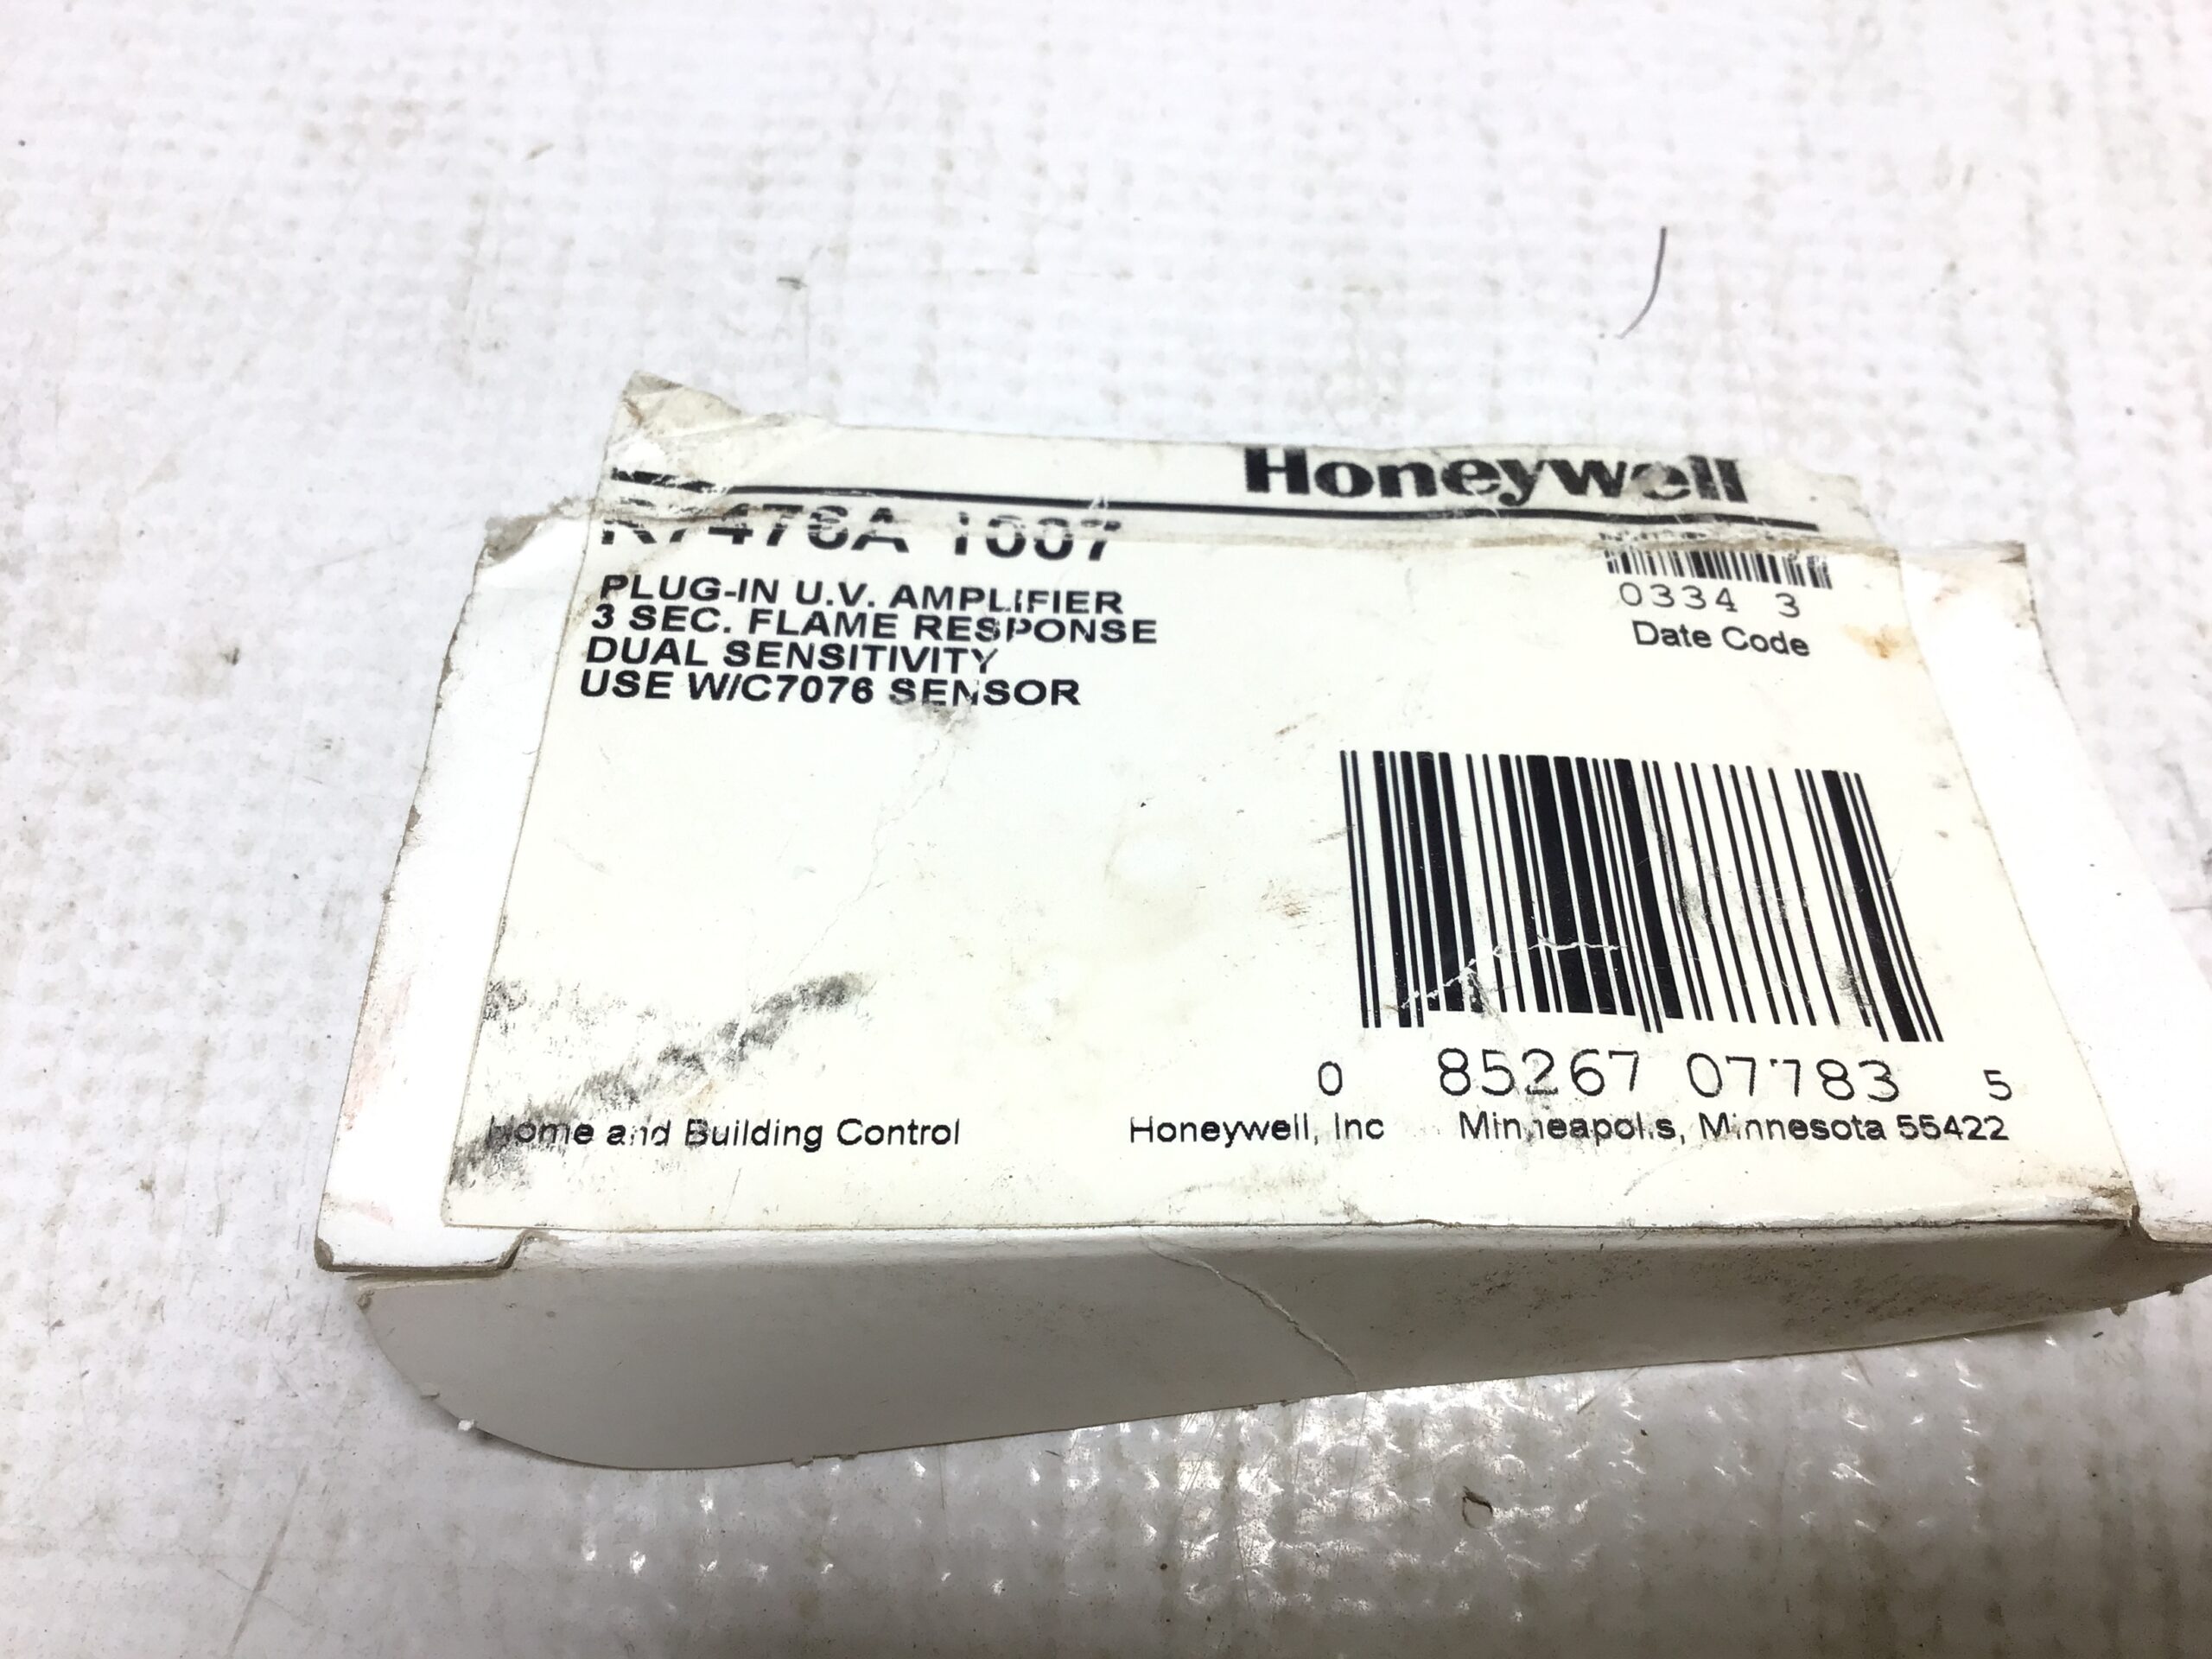 Honeywell
R7476A 1007
PLUG-IN U.V. AMPLIFIER
3 SEC. FLAME RESPONSE
DUAL SENSITIVITY
USE W/C7076 SENSOR
0334 3
Date Code
0 85267 07783 5
Home and Building Control
Honeywell, Inc Minneapolis, Minnesota 55422